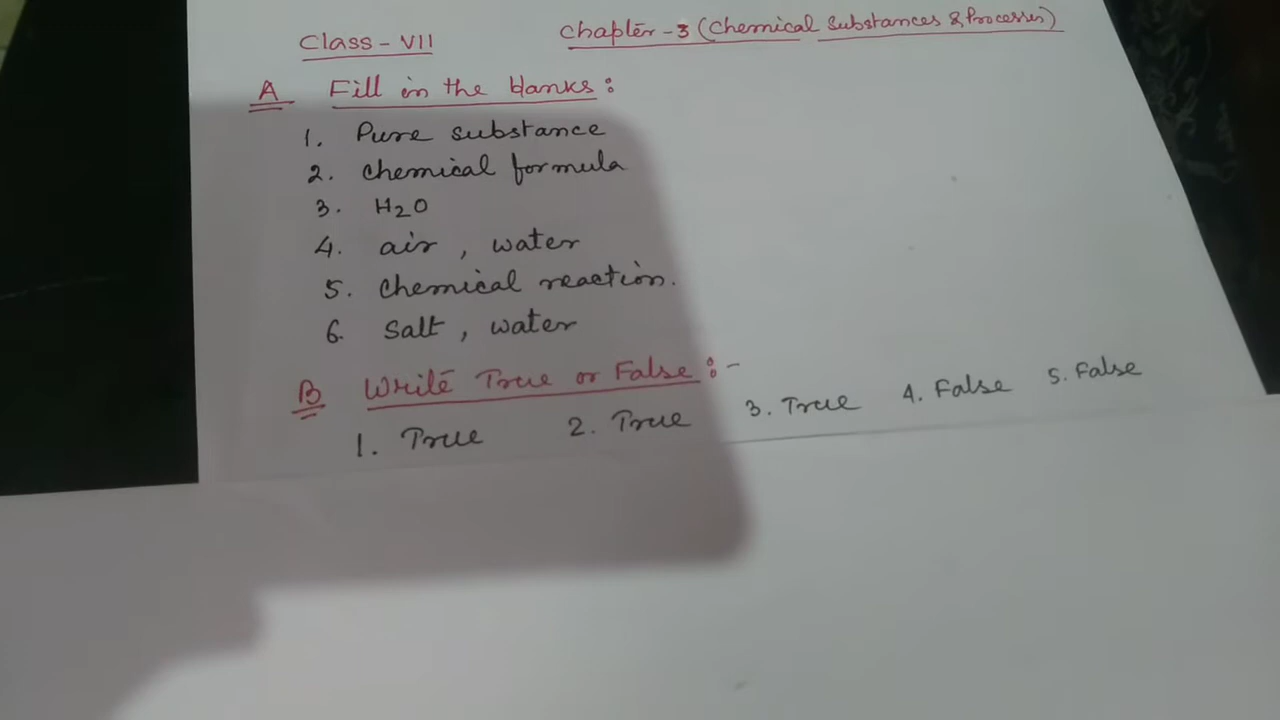 Class - VII Chapter - 3 (Chemical Substances & Processes)
A Fill in the blanks :
1. Pure substance
2. Chemical formula
3. H2O
4. air , water
5. Chemical reaction.
6. Salt , water
B Write True or False : -
1. True 2. True 3. True 4. False 5. False